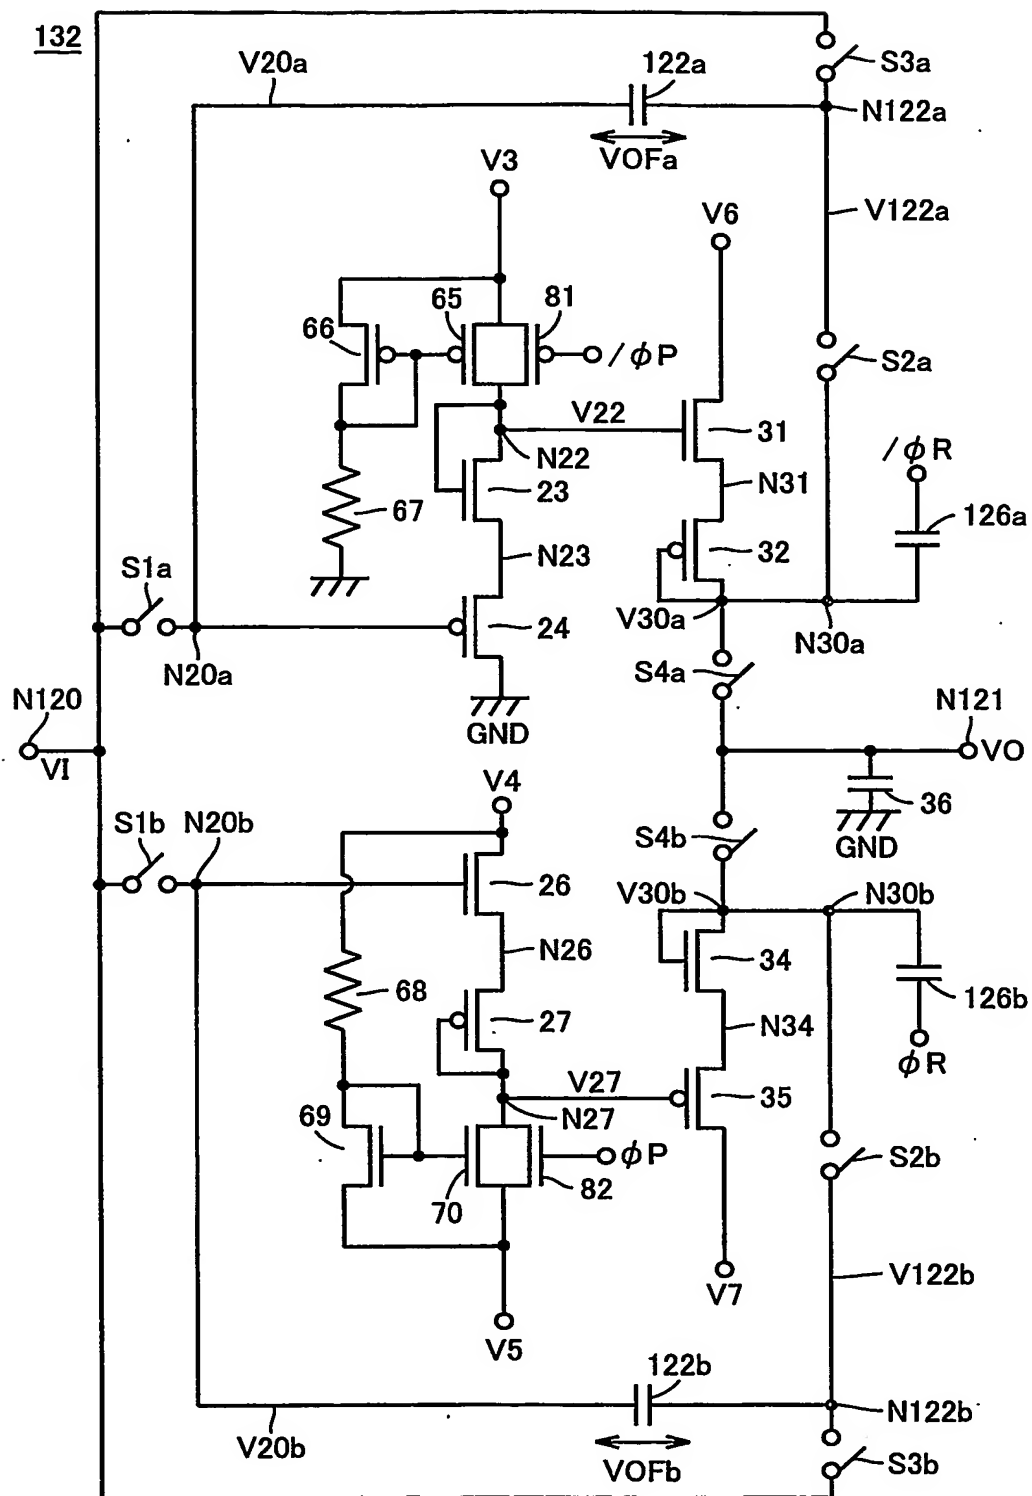 132
S3a
V20a
122a
N122a
VOFa
V3
V6
V122a
65
81
66
/ϕP
S2a
V22
31
N22
/ϕR
23
N31
67
126a
N23
32
S1a
24
V30a
N30a
N20a
S4a
N120
N121
GND
VO
VI
V4
36
S1b
N20b
S4b
GND
26
V30b
N30b
N26
34
68
27
126b
N34
V27
ϕR
35
69
N27
ϕP
S2b
70
82
V7
V122b
V5
122b
N122b
V20b
VOFb
S3b